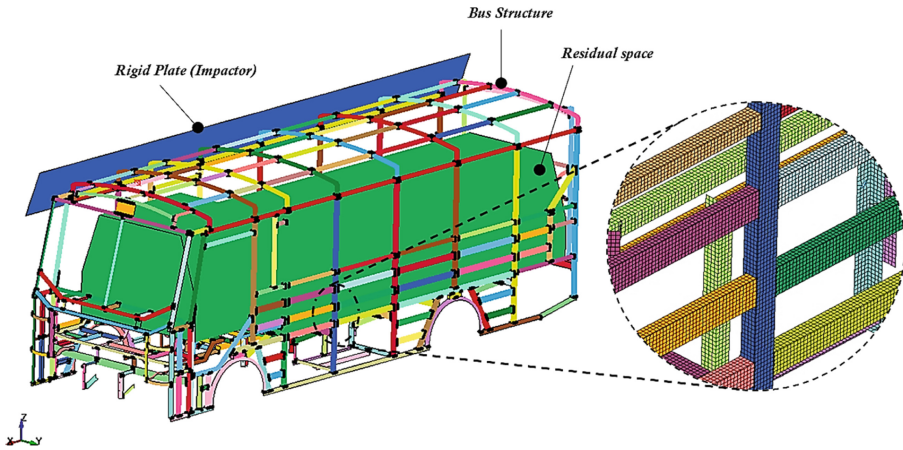 Bus Structure
Rigid Plate (Impactor)
Residual space
Z
X
Y